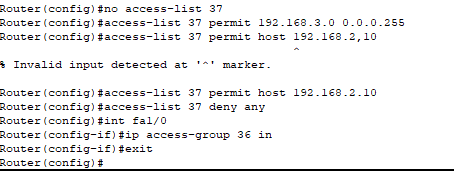 Router(config)#no access-list 37
Router(config)#access-list 37 permit 192.168.3.0 0.0.0.255
Router(config)#access-list 37 permit host 192.168.2,10
^
% Invalid input detected at '^' marker.
Router(config)#access-list 37 permit host 192.168.2.10
Router(config)#access-list 37 deny any
Router(config)#int fa1/0
Router(config-if)#ip access-group 36 in
Router(config-if)#exit
Router(config)#